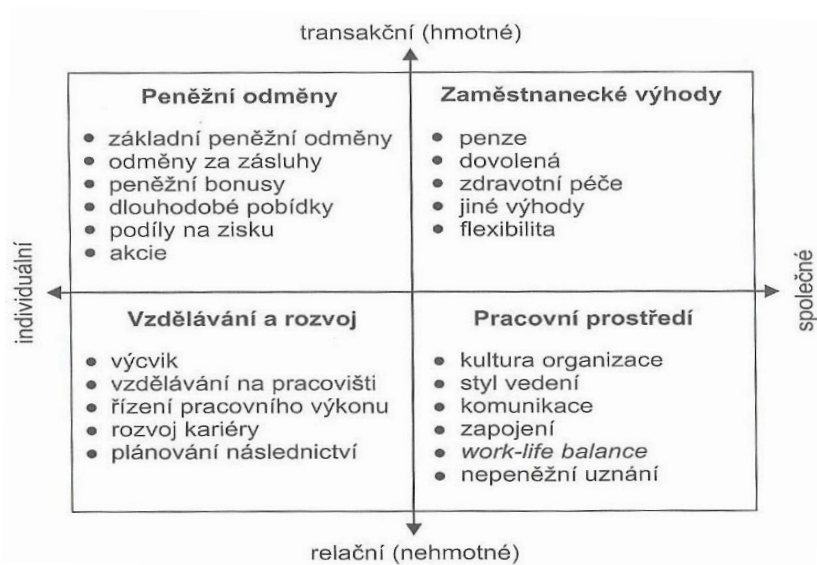 transakční (hmotné)
Peněžní odměny
● základní peněžní odměny
● odměny za zásluhy
● peněžní bonusy
● dlouhodobé pobídky
● podíly na zisku
● akcie
Zaměstnanecké výhody
● penze
● dovolená
● zdravotní péče
● jiné výhody
● flexibilita
individuální
společné
Vzdělávání a rozvoj
● výcvik
● vzdělávání na pracovišti
● řízení pracovního výkonu
● rozvoj kariéry
● plánování následnictví
Pracovní prostředí
● kultura organizace
● styl vedení
● komunikace
● zapojení
● work-life balance
● nepeněžní uznání
relační (nehmotné)